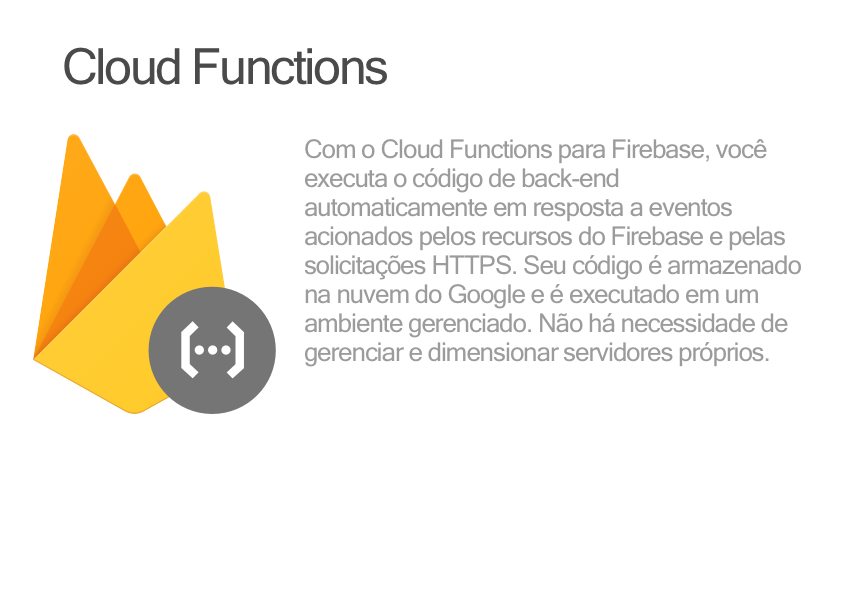 Cloud Functions
Com o Cloud Functions para Firebase, você
executa o código de back-end
automaticamente em resposta a eventos
acionados pelos recursos do Firebase e pelas
solicitações HTTPS. Seu código é armazenado
na nuvem do Google e é executado em um
ambiente gerenciado. Não há necessidade de
gerenciar e dimensionar servidores próprios.